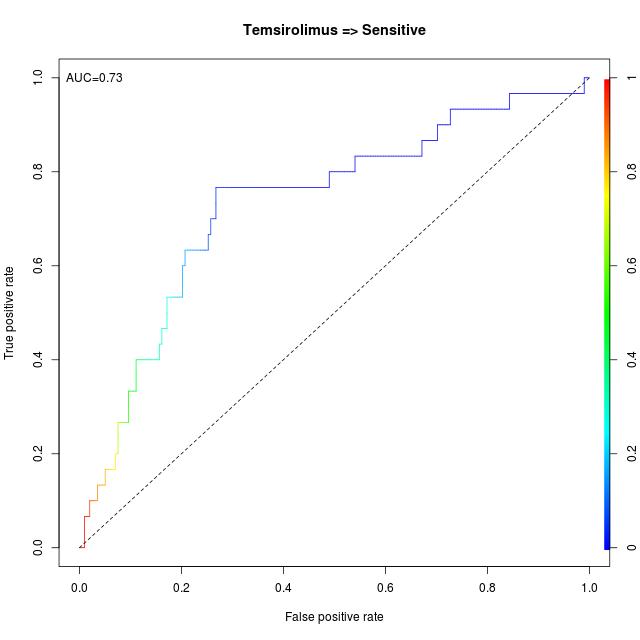 Temsirolimus => Sensitive
AUC=0.73
1.0
0.8
0.6
0.4
0.2
0.0
True positive rate
0.0 0.2 0.4 0.6 0.8 1.0
False positive rate
1
0.8
0.6
0.4
0.2
0